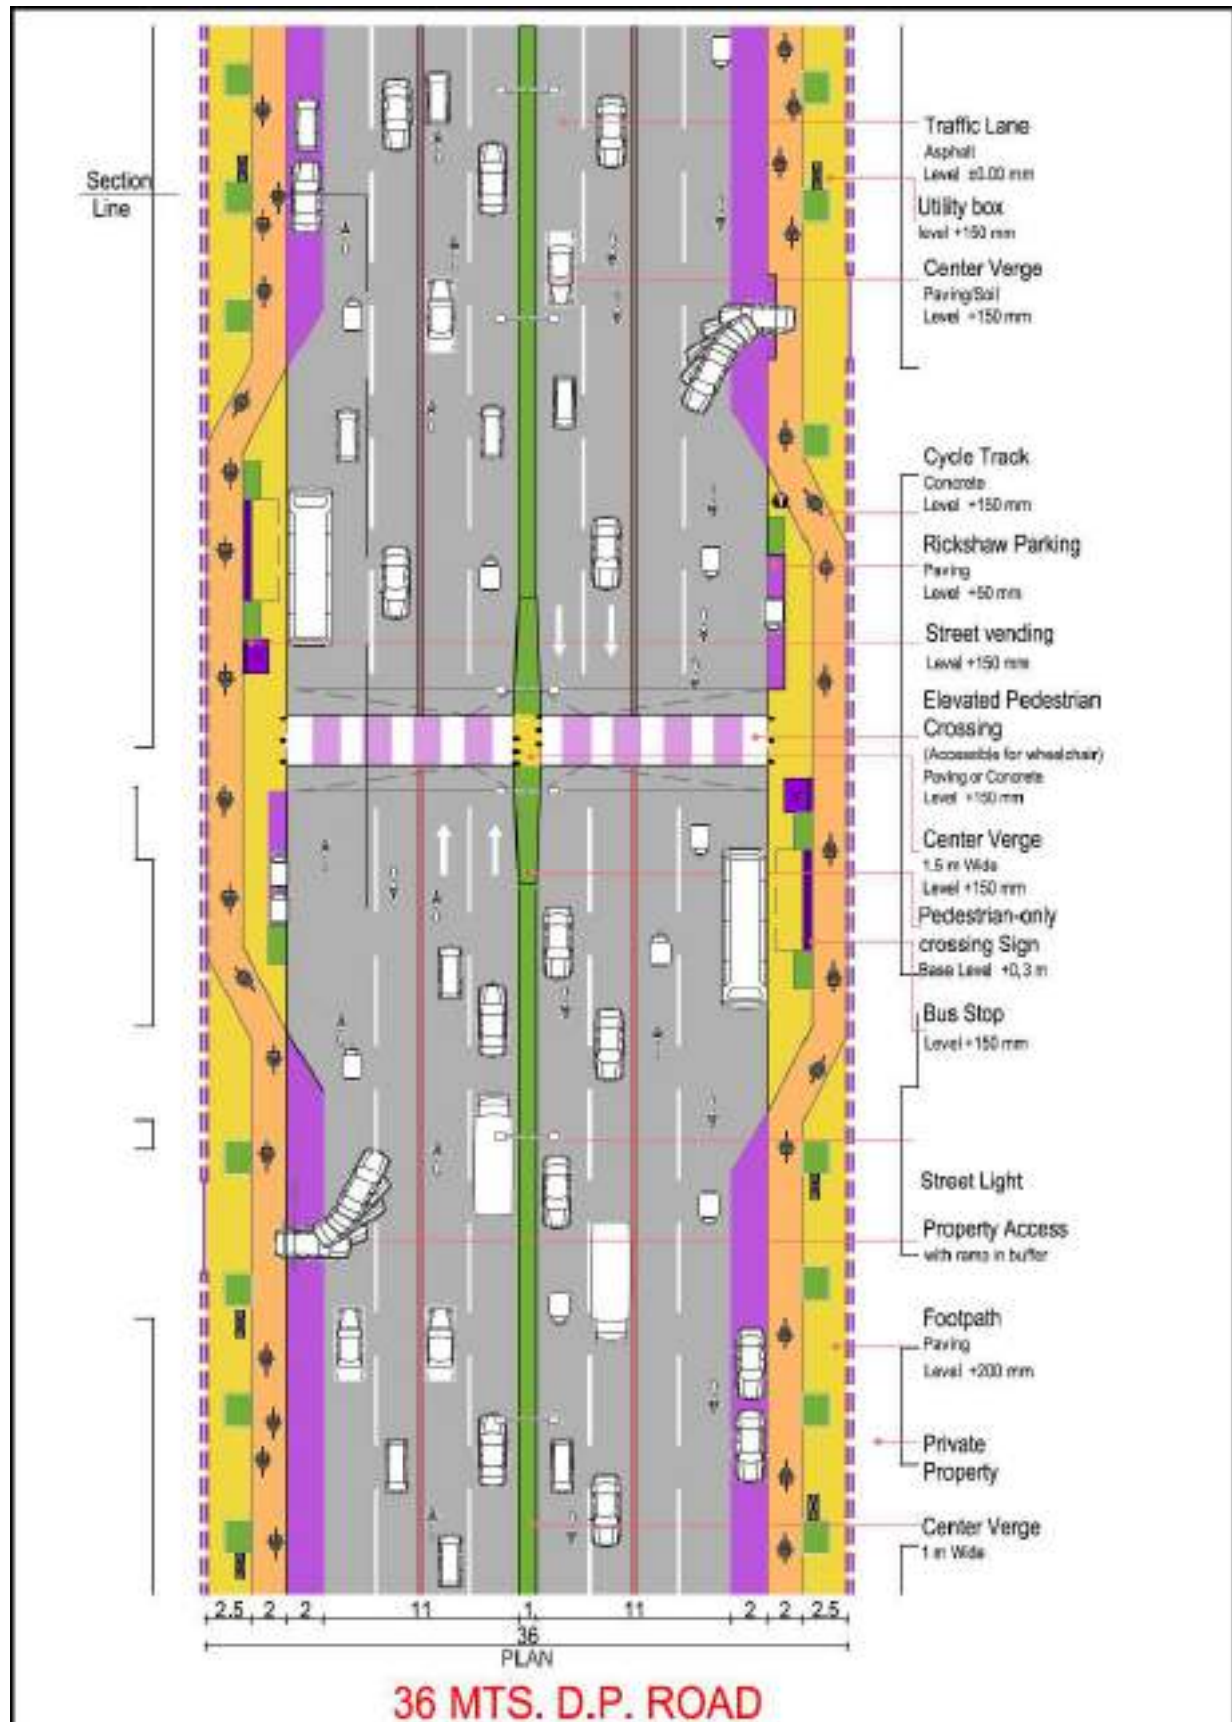 Section
Line
Traffic Lane
Asphalt
Level ±0.00 mm
Utility box
level +150 mm
Center Verge
Paving/Soil
Level +150 mm
Cycle Track
Concrete
Level +150 mm
Rickshaw Parking
Paving
Level +50 mm
Street vending
Level +150 mm
Elevated Pedestrian
Crossing
(Accessible for wheelchair)
Paving or Concrete
Level +150 mm
Center Verge
1.5 m Wide
Level +150 mm
Pedestrian-only
crossing Sign
Base Level +0,3 m
Bus Stop
Level +150 mm
Street Light
Property Access
with ramp in buffer
Footpath
Paving
Level +200 mm
Private
Property
Center Verge
1 m Wide
2.5 2 2 11 1 11 2 2 2.5
36
PLAN
36 MTS. D.P. ROAD